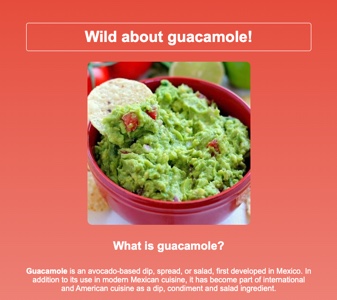 Wild about guacamole!
What is guacamole?
Guacamole is an avocado-based dip, spread, or salad, first developed in Mexico. In
addition to its use in modern Mexican cuisine, it has become part of international
and American cuisine as a dip, condiment and salad ingredient.